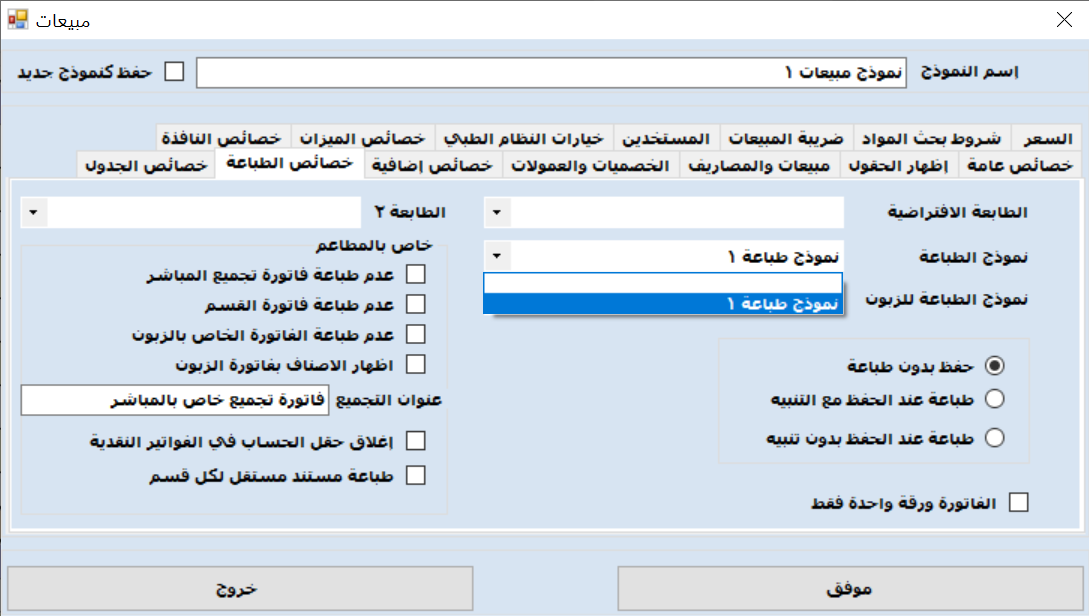 مبيعات
إسم النموذج نموذج مبيعات ١ حفظ كنموذج جديد
السعر شروط بحث المواد ضريبة المبيعات المستخدين خيارات النظام الطبي خصائص الميزان خصائص النافذة
خصائص عامة إظهار الحقول مبيعات والمصاريف الخصميات والعمولات خصائص إضافية خصائص الطباعة خصائص الجدول
الطابعة الافتراضية الطابعة ٢
نموذج الطباعة نموذج طباعة ١
نموذج الطباعة للزبون نموذج طباعة ١
حفظ بدون طباعة
طباعة عند الحفظ مع التنبيه
طباعة عند الحفظ بدون تنبيه
الفاتورة ورقة واحدة فقط
خاص بالمطاعم
عدم طباعة فاتورة تجميع المباشر
عدم طباعة فاتورة القسم
عدم طباعة الفاتورة الخاص بالزبون
اظهار الاصناف بفاتورة الزبون
عنوان التجميع فاتورة تجميع خاص بالمباشر
إغلاق حقل الحساب في الفواتير النقدية
طباعة مستند مستقل لكل قسم
موفق خروج